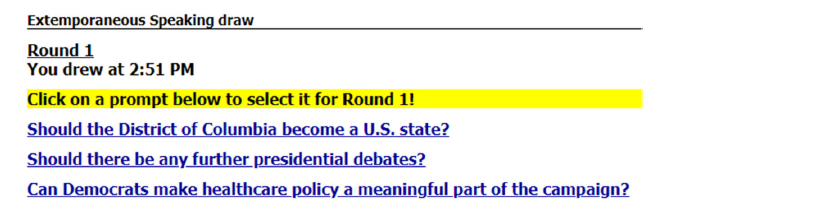 Extemporaneous Speaking draw
Round 1
You drew at 2:51 PM
Click on a prompt below to select it for Round 1!
Should the District of Columbia become a U.S. state?
Should there be any further presidential debates?
Can Democrats make healthcare policy a meaningful part of the campaign?